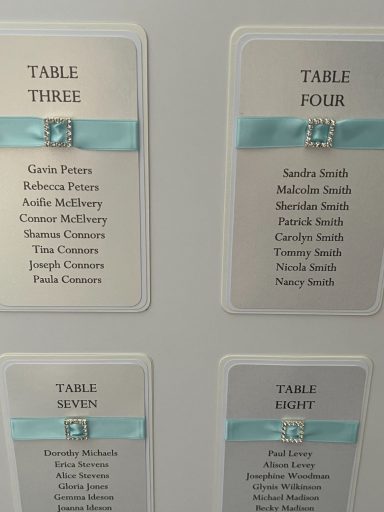 TABLE
THREE
Gavin Peters
Rebecca Peters
Aoifie McElvery
Connor McElvery
Shamus Connors
Tina Connors
Joseph Connors
Paula Connors
TABLE
FOUR
Sandra Smith
Malcolm Smith
Sheridan Smith
Patrick Smith
Carolyn Smith
Tommy Smith
Nicola Smith
Nancy Smith
TABLE
SEVEN
Dorothy Michaels
Erica Stevens
Alice Stevens
Gloria Jones
Gemma Ideson
Joanna Ideson
TABLE
EIGHT
Paul Levey
Alison Levey
Josephine Woodman
Glynis Wilkinson
Michael Madison
Becky Madison